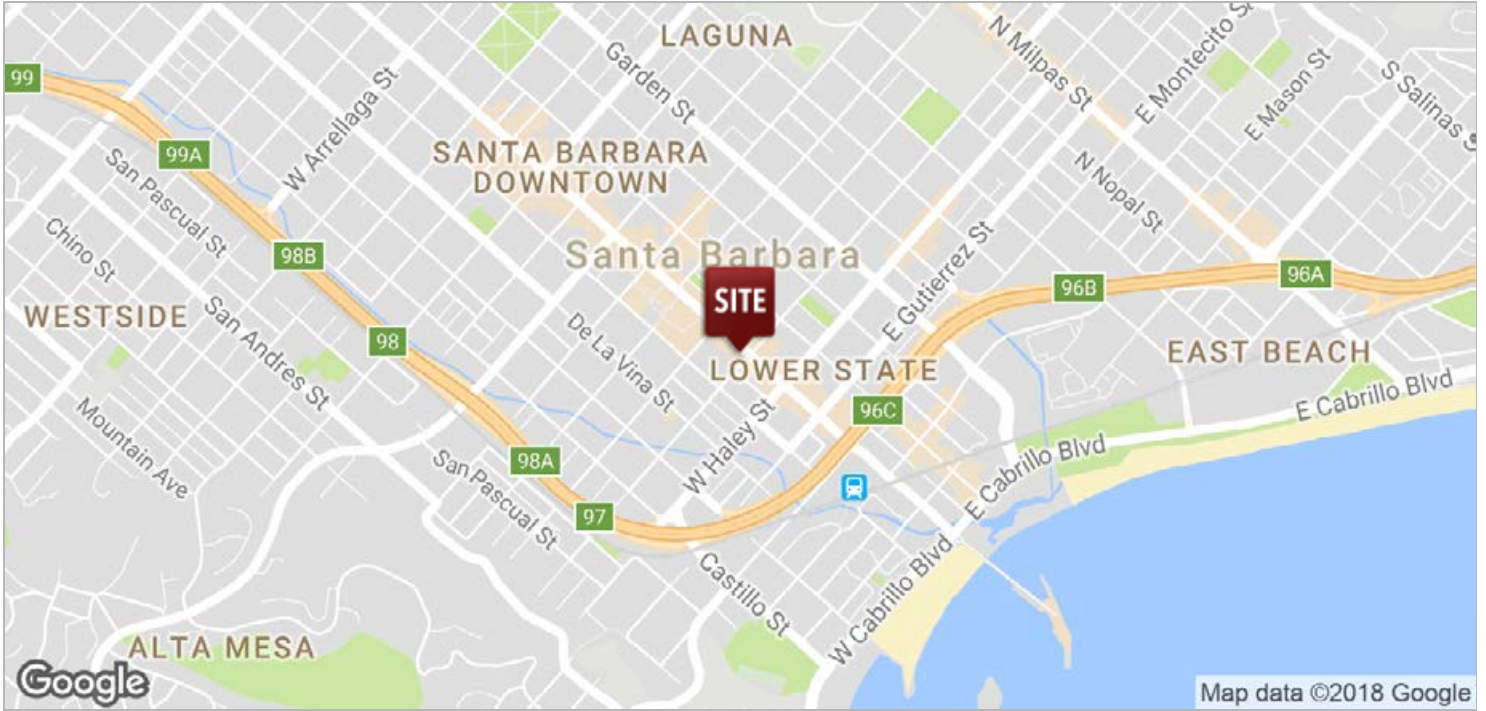 LAGUNA
N Milpas St
E Montecito S
Garden St
E Mason St
S Salinas S
99
W Arrellaga St
99A
SANTA BARBARA
DOWNTOWN
San Pascual St
N Nopal St
Chino St
98B
Santa Barbara
E Gutierrez St
96B
96A
SITE
WESTSIDE
San Andres St
98
De La Vina St
LOWER STATE
EAST BEACH
Mountain Ave
W Haley St
96C
E Cabrillo Blvd
98A
San Pascual St
E Cabrillo Blvd
97
Castillo St
W Cabrillo Blvd
ALTA MESA
Google
Map data ©2018 Google